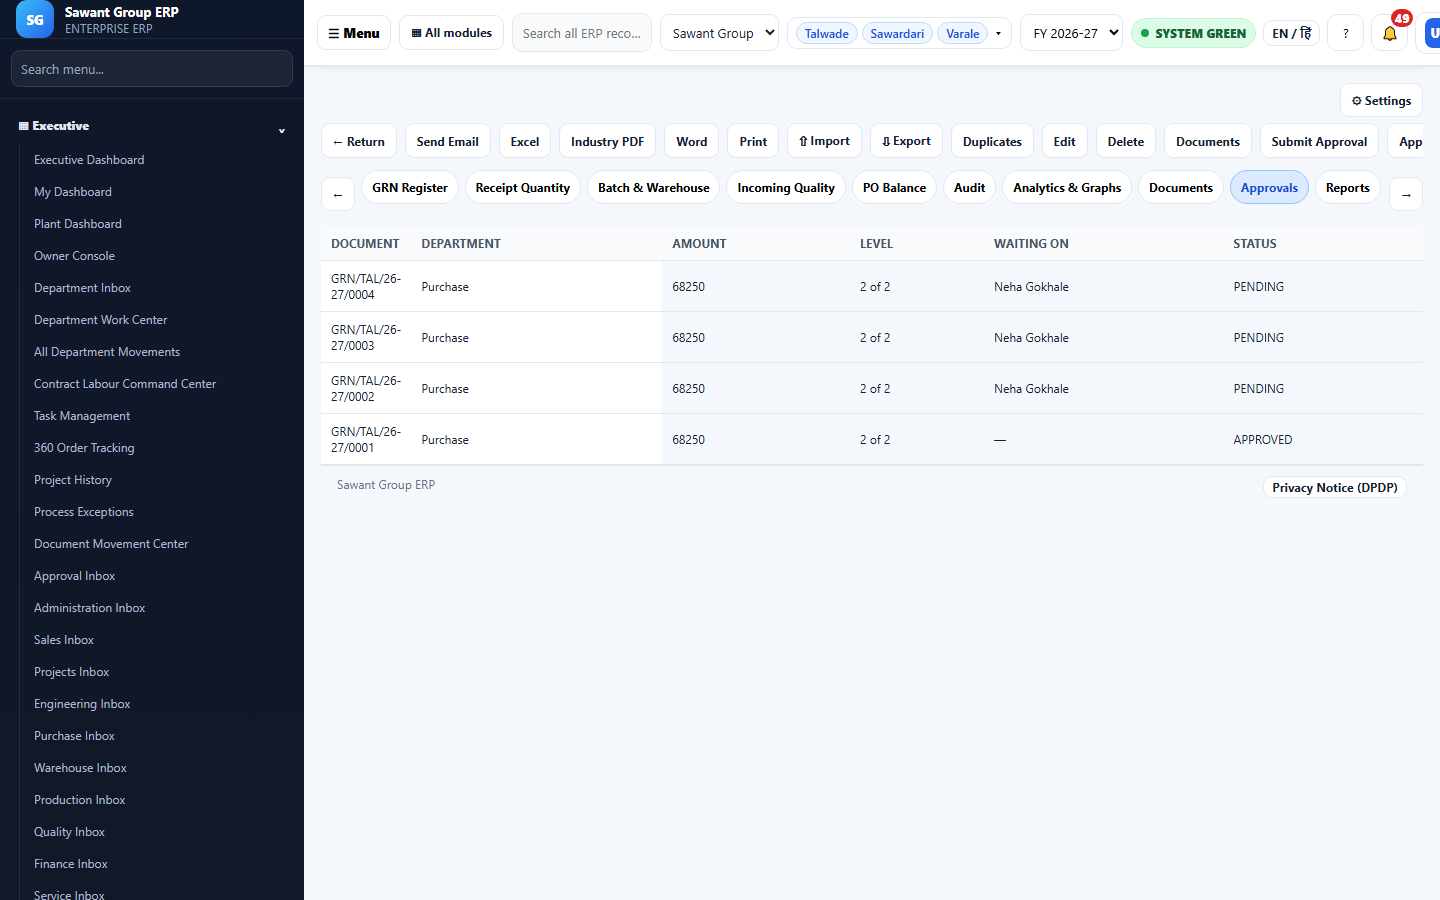 SG
Sawant Group ERP
ENTERPRISE ERP
☰ Menu
▦ All modules
Search all ERP reco...
Sawant Group
Talwade
Sawardari
Varale
FY 2026-27
SYSTEM GREEN
EN / हिं
?
49
U
Search menu...
▦ Executive
Executive Dashboard
My Dashboard
Plant Dashboard
Owner Console
Department Inbox
Department Work Center
All Department Movements
Contract Labour Command Center
Task Management
360 Order Tracking
Project History
Process Exceptions
Document Movement Center
Approval Inbox
Administration Inbox
Sales Inbox
Projects Inbox
Engineering Inbox
Purchase Inbox
Warehouse Inbox
Production Inbox
Quality Inbox
Finance Inbox
Service Inbox
⚙ Settings
← Return
Send Email
Excel
Industry PDF
Word
Print
⇧ Import
⇩ Export
Duplicates
Edit
Delete
Documents
Submit Approval
App
←
GRN Register
Receipt Quantity
Batch & Warehouse
Incoming Quality
PO Balance
Audit
Analytics & Graphs
Documents
Approvals
Reports
→
DOCUMENT DEPARTMENT AMOUNT LEVEL WAITING ON STATUS
GRN/TAL/26-
27/0004 Purchase 68250 2 of 2 Neha Gokhale PENDING
GRN/TAL/26-
27/0003 Purchase 68250 2 of 2 Neha Gokhale PENDING
GRN/TAL/26-
27/0002 Purchase 68250 2 of 2 Neha Gokhale PENDING
GRN/TAL/26-
27/0001 Purchase 68250 2 of 2 — APPROVED
Sawant Group ERP
Privacy Notice (DPDP)